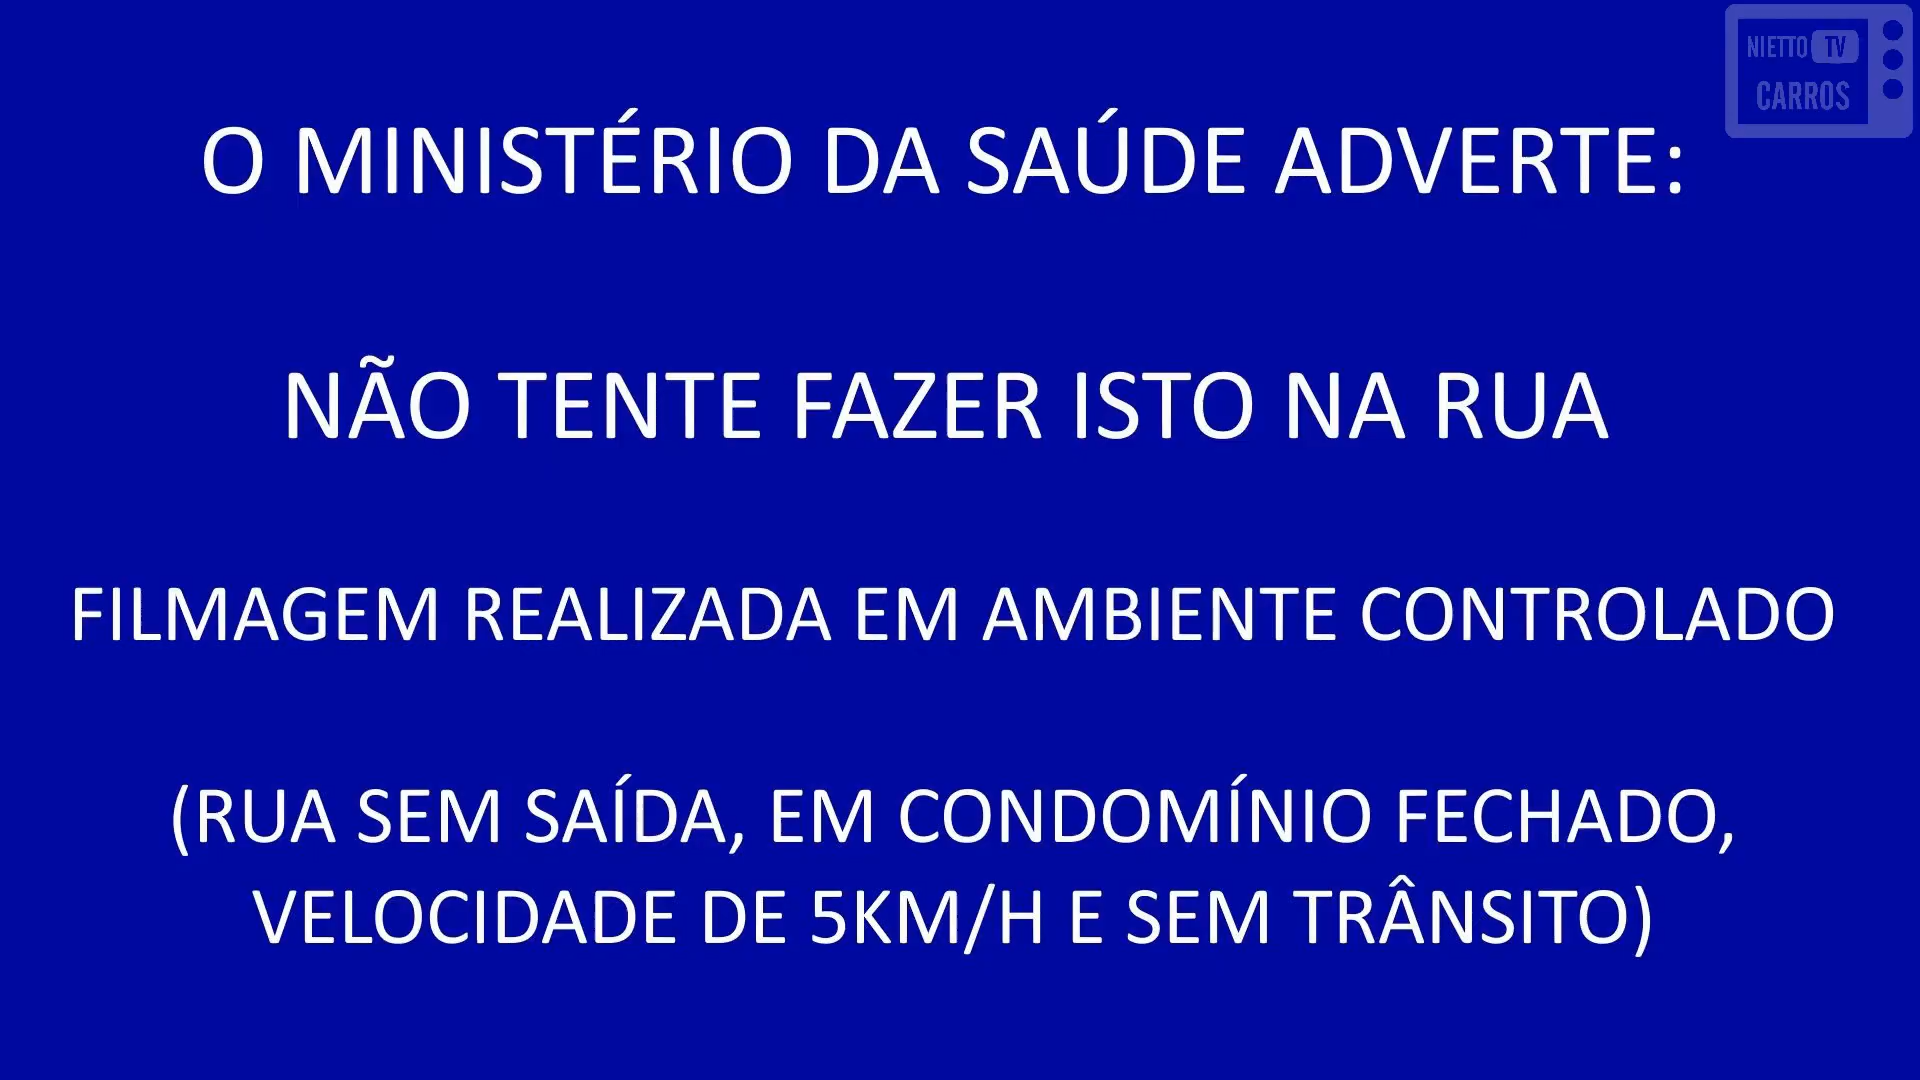 NIETTO TV
CARROS
O MINISTÉRIO DA SAÚDE ADVERTE:
NÃO TENTE FAZER ISTO NA RUA
FILMAGEM REALIZADA EM AMBIENTE CONTROLADO
(RUA SEM SAÍDA, EM CONDOMÍNIO FECHADO,
VELOCIDADE DE 5KM/H E SEM TRÂNSITO)